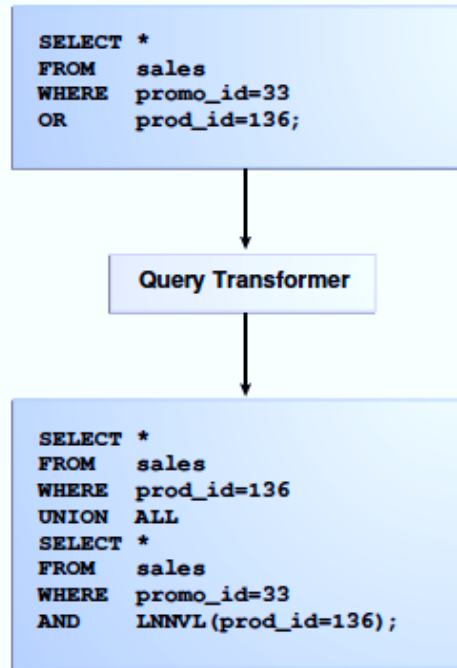 SELECT *
FROM sales
WHERE promo_id=33
OR prod_id=136;
Query Transformer
SELECT *
FROM sales
WHERE prod_id=136
UNION ALL
SELECT *
FROM sales
WHERE promo_id=33
AND LNNVL(prod_id=136);